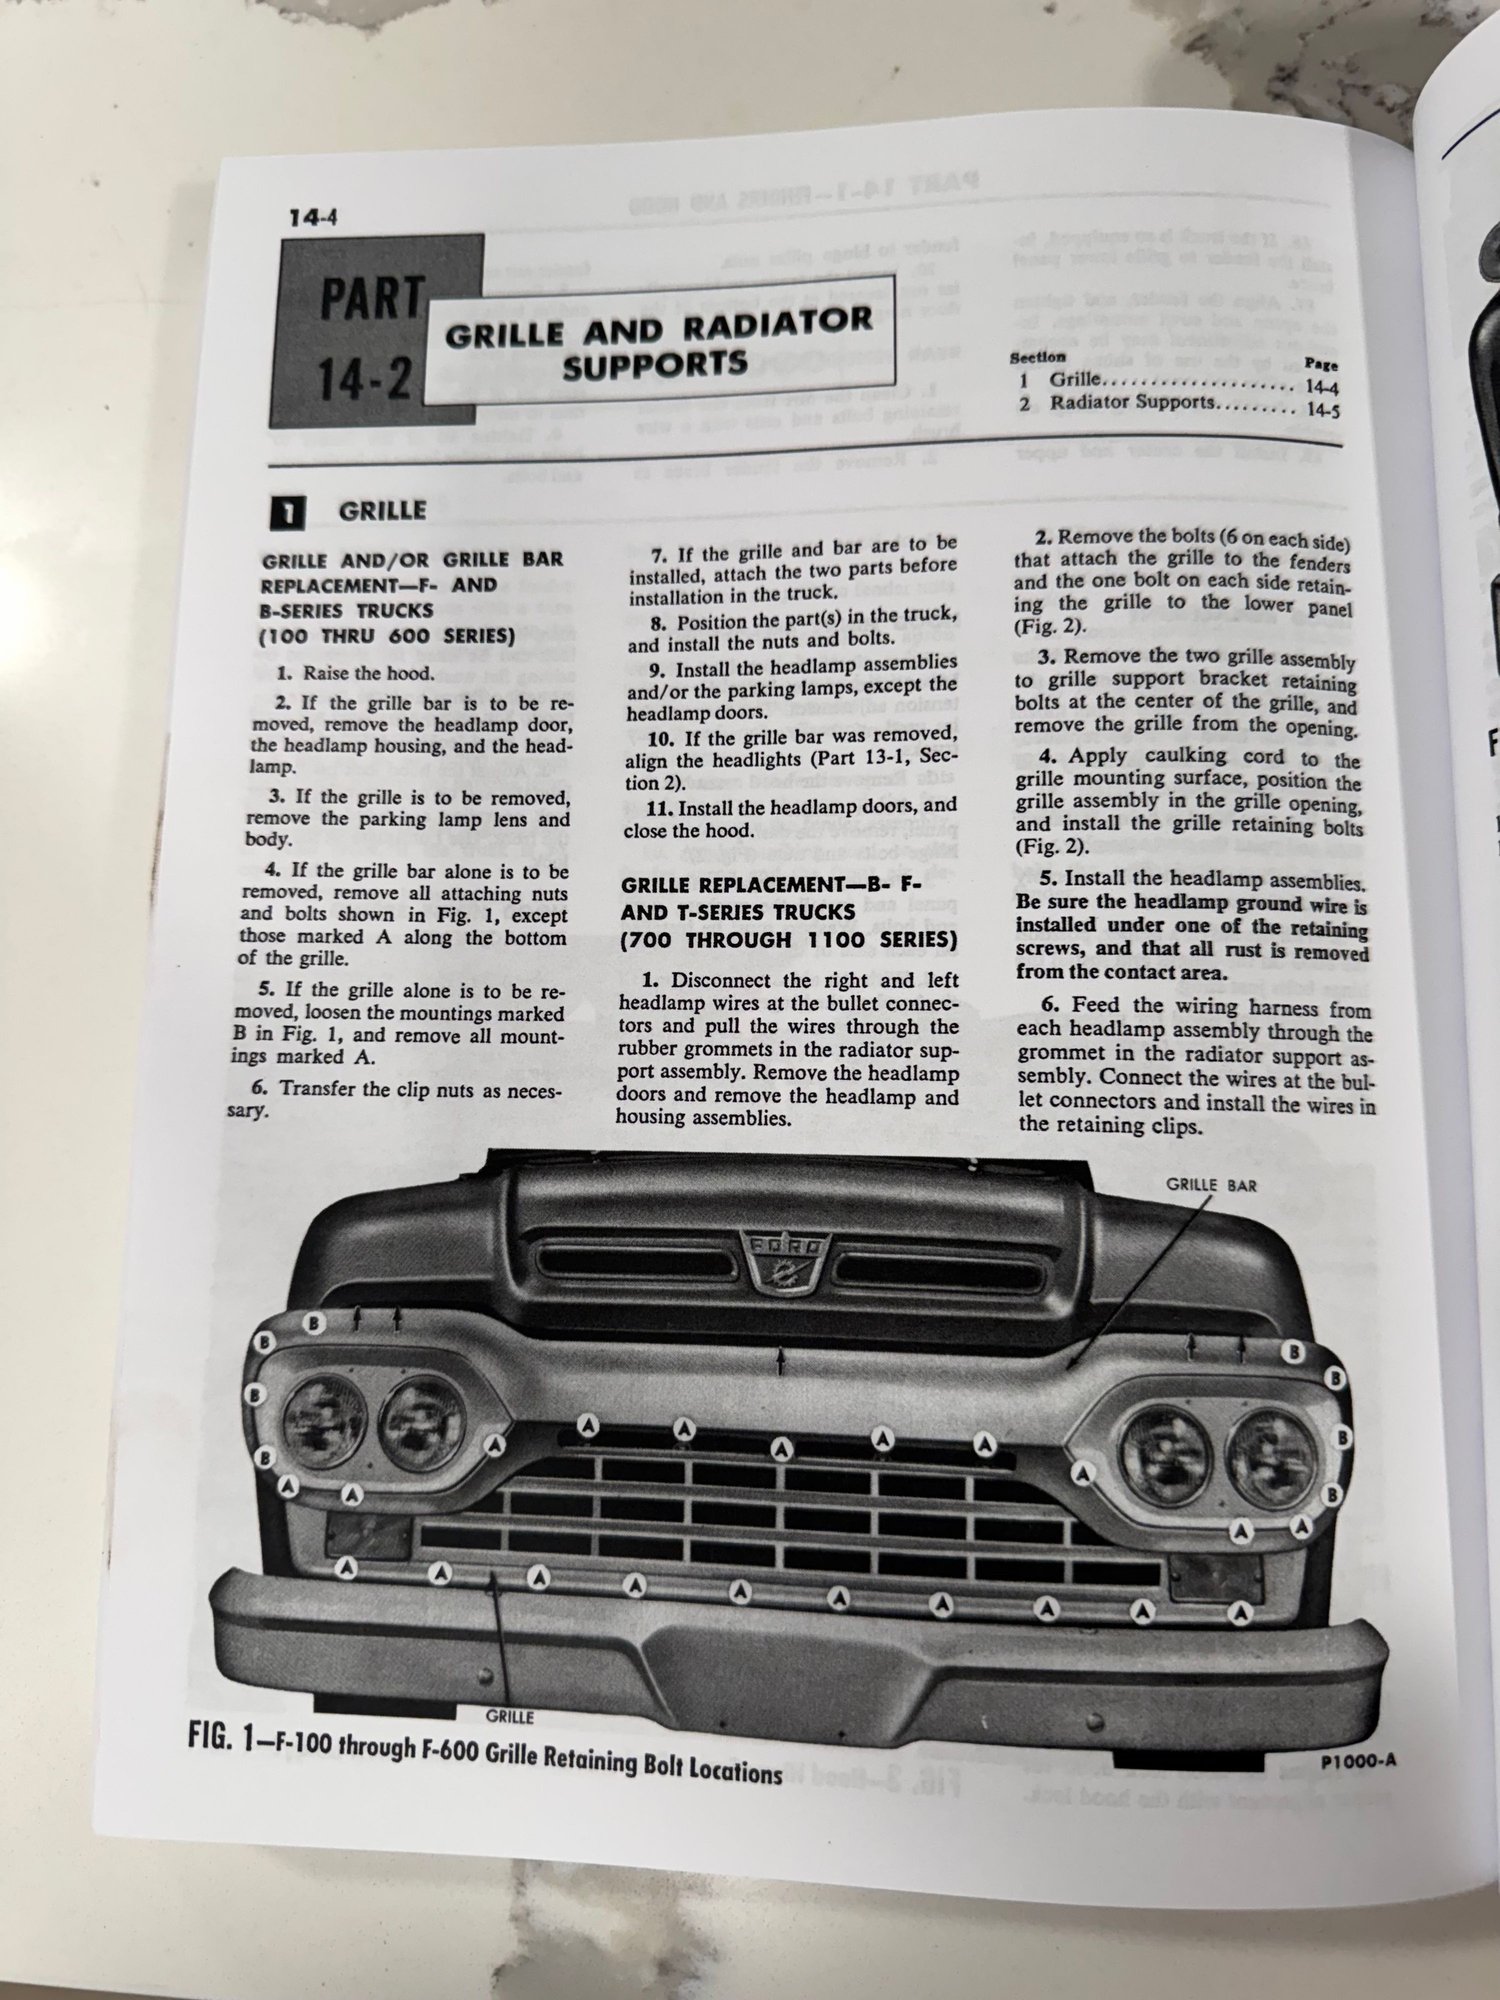 14-4
PART
14-2
GRILLE AND RADIATOR
SUPPORTS
Section Page
1 Grille.................... 14-4
2 Radiator Supports......... 14-5
1 GRILLE
GRILLE AND/OR GRILLE BAR
REPLACEMENT—F- AND
B-SERIES TRUCKS
(100 THRU 600 SERIES)
1. Raise the hood.
2. If the grille bar is to be re-
moved, remove the headlamp door,
the headlamp housing, and the head-
lamp.
3. If the grille is to be removed,
remove the parking lamp lens and
body.
4. If the grille bar alone is to be
removed, remove all attaching nuts
and bolts shown in Fig. 1, except
those marked A along the bottom
of the grille.
5. If the grille alone is to be re-
moved, loosen the mountings marked
B in Fig. 1, and remove all mount-
ings marked A.
6. Transfer the clip nuts as neces-
sary.
7. If the grille and bar are to be
installed, attach the two parts before
installation in the truck.
8. Position the part(s) in the truck,
and install the nuts and bolts.
9. Install the headlamp assemblies
and/or the parking lamps, except the
headlamp doors.
10. If the grille bar was removed,
align the headlights (Part 13-1, Sec-
tion 2).
11. Install the headlamp doors, and
close the hood.
GRILLE REPLACEMENT—B- F-
AND T-SERIES TRUCKS
(700 THROUGH 1100 SERIES)
1. Disconnect the right and left
headlamp wires at the bullet connec-
tors and pull the wires through the
rubber grommets in the radiator sup-
port assembly. Remove the headlamp
doors and remove the headlamp and
housing assemblies.
2. Remove the bolts (6 on each side)
that attach the grille to the fenders
and the one bolt on each side retain-
ing the grille to the lower panel
(Fig. 2).
3. Remove the two grille assembly
to grille support bracket retaining
bolts at the center of the grille, and
remove the grille from the opening.
4. Apply caulking cord to the
grille mounting surface, position the
grille assembly in the grille opening,
and install the grille retaining bolts
(Fig. 2).
5. Install the headlamp assemblies.
Be sure the headlamp ground wire is
installed under one of the retaining
screws, and that all rust is removed
from the contact area.
6. Feed the wiring harness from
each headlamp assembly through the
grommet in the radiator support as-
sembly. Connect the wires at the bul-
let connectors and install the wires in
the retaining clips.
GRILLE BAR
FORD
B B B B
B B B B
A A A A A A A
A A A A
A A A A A A A A A A
GRILLE
FIG. 1—F-100 through F-600 Grille Retaining Bolt Locations
P1000-A